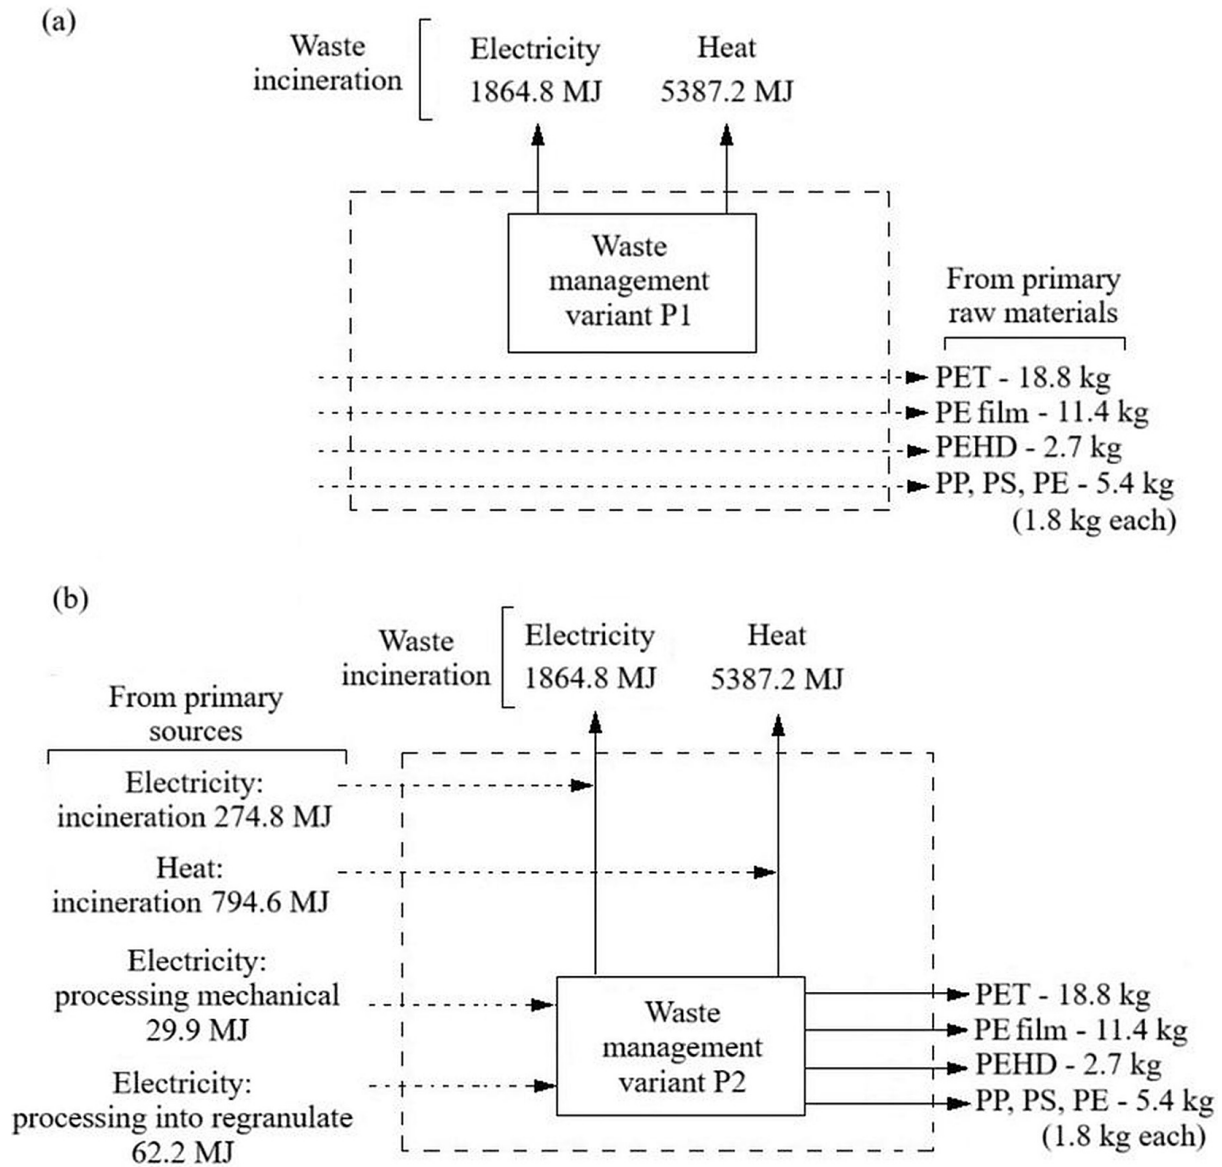 (a)
Waste
incineration
Electricity
1864.8 MJ
Heat
5387.2 MJ
Waste
management
variant P1
From primary
raw materials
PET - 18.8 kg
PE film - 11.4 kg
PEHD - 2.7 kg
PP, PS, PE - 5.4 kg
(1.8 kg each)
(b)
Waste
incineration
Electricity
1864.8 MJ
Heat
5387.2 MJ
From primary
sources
Electricity:
incineration 274.8 MJ
Heat:
incineration 794.6 MJ
Electricity:
processing mechanical
29.9 MJ
Electricity:
processing into regranulate
62.2 MJ
Waste
management
variant P2
PET - 18.8 kg
PE film - 11.4 kg
PEHD - 2.7 kg
PP, PS, PE - 5.4 kg
(1.8 kg each)